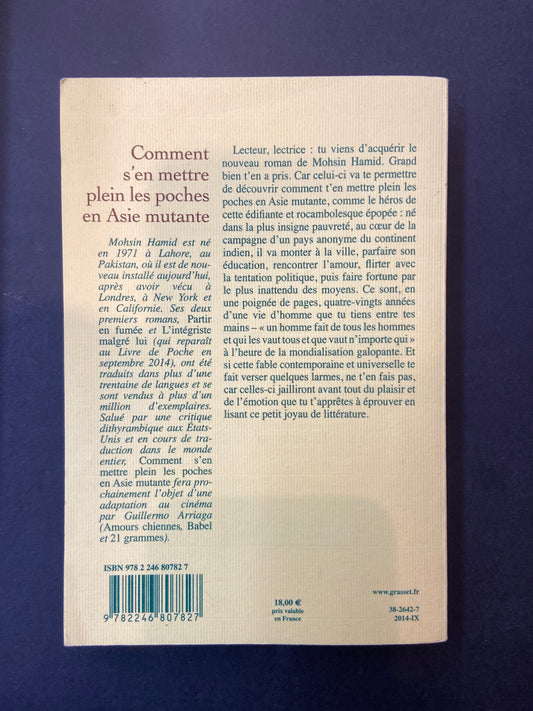 Comment
s'en mettre
plein les poches
en Asie mutante
Mohsin Hamid est né
en 1971 à Lahore, au
Pakistan, où il est de nou-
veau installé aujourd'hui,
après avoir vécu à
Londres, à New York et
en Californie. Ses deux
premiers romans, Partir
en fumée et L'intégriste
malgré lui (qui reparaît
au Livre de Poche en
septembre 2014), ont été
traduits dans plus d'une
trentaine de langues et se
sont vendus à plus d'un
million d'exemplaires.
Salué par une critique
dithyrambique aux États-
Unis et en cours de tra-
duction dans le monde
entier, Comment s'en
mettre plein les poches
en Asie mutante fera pro-
chainement l'objet d'une
adaptation au cinéma
par Guillermo Arriaga
(Amours chiennes, Babel
et 21 grammes).
Lecteur, lectrice : tu viens d'acquérir le
nouveau roman de Mohsin Hamid. Grand
bien t'en a pris. Car celui-ci va te permettre
de découvrir comment t'en mettre plein les
poches en Asie mutante, comme le héros de
cette édifiante et rocambolesque épopée : né
dans la plus insigne pauvreté, au cœur de la
campagne d'un pays anonyme du continent
indien, il va monter à la ville, parfaire son
éducation, rencontrer l'amour, flirter avec
la tentation politique, puis faire fortune par
le plus inattendu des moyens. Ce sont, en
une poignée de pages, quatre-vingts années
d'une vie d'homme que tu tiens entre tes
mains – « un homme fait de tous les hommes
et qui les vaut tous et que vaut n'importe qui »
à l'heure de la mondialisation galopante. Et
si cette fable contemporaine et universelle te
fait verser quelques larmes, ne t'en fais pas,
car celles-ci jailliront avant tout du plaisir et
de l'émotion que tu t'apprêtes à éprouver en
lisant ce petit joyau de littérature.
ISBN 978 2 246 80782 7
9 782246 807827
18,00 €
prix valable
en France
www.grasset.fr
38-2642-7
2014-IX